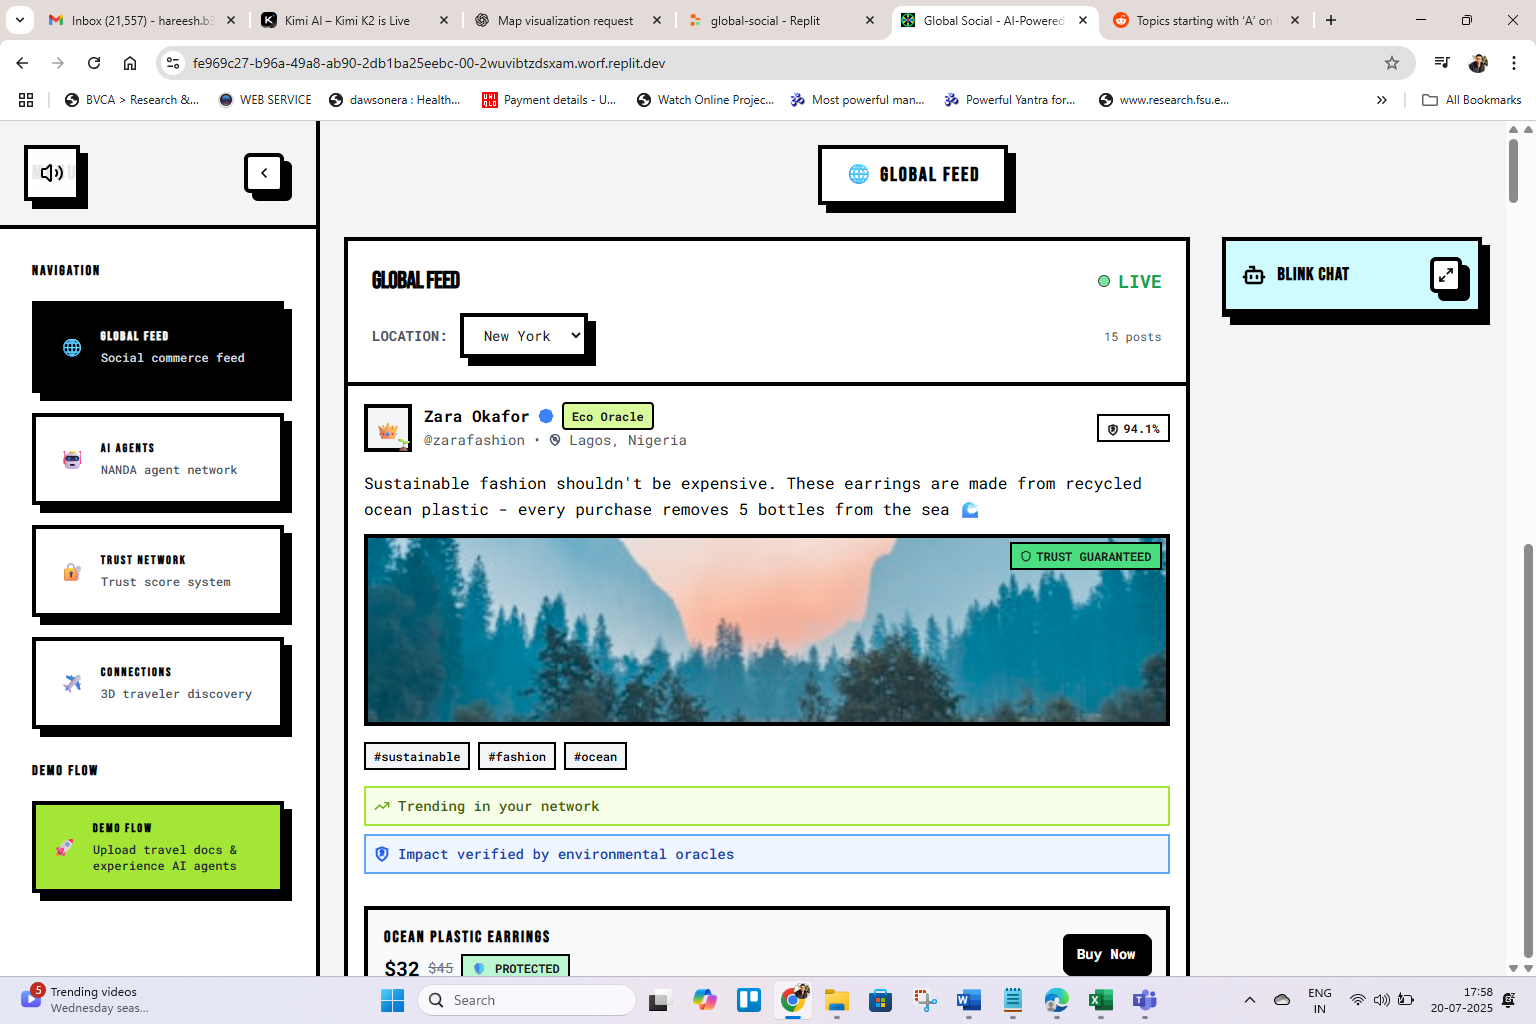 Inbox (21,557) - hareesh.b
Kimi AI – Kimi K2 is Live
Map visualization request
global-social - Replit
Global Social - AI-Powered
Topics starting with 'A' on
fe969c27-b96a-49a8-ab90-2db1ba25eebc-00-2wuvibtzdsxam.worf.replit.dev
BVCA > Research &...
WEB SERVICE
dawsonera : Health...
UNI QLO
Payment details - U...
Watch Online Projec...
Most powerful man...
Powerful Yantra for...
www.research.fsu.e...
All Bookmarks
GLOBAL FEED
NAVIGATION
GLOBAL FEED
Social commerce feed
AI AGENTS
NANDA agent network
TRUST NETWORK
Trust score system
CONNECTIONS
3D traveler discovery
DEMO FLOW
DEMO FLOW
Upload travel docs &
experience AI agents
GLOBAL FEED
LIVE
LOCATION: New York
15 posts
Zara Okafor Eco Oracle
@zarafashion • Lagos, Nigeria
94.1%
Sustainable fashion shouldn't be expensive. These earrings are made from recycled
ocean plastic - every purchase removes 5 bottles from the sea 🌊
TRUST GUARANTEED
#sustainable #fashion #ocean
Trending in your network
Impact verified by environmental oracles
OCEAN PLASTIC EARRINGS
$32 $45 PROTECTED
Buy Now
BLINK CHAT
5
Trending videos
Wednesday seas...
Search
ENG
IN
17:58
20-07-2025